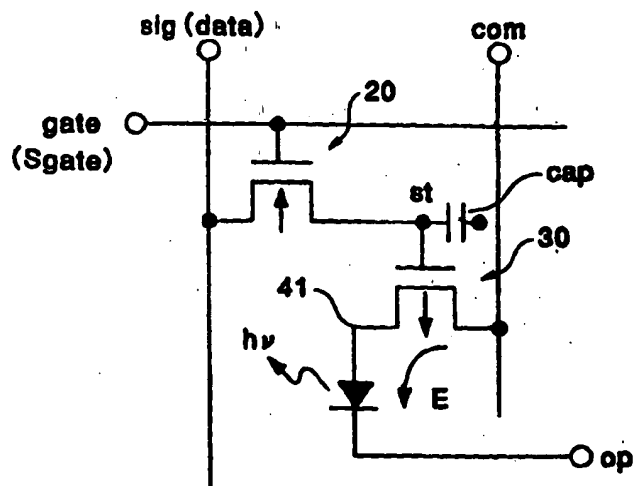 sig (data)
com
gate
(Sgate)
20
cap
st
30
41
hν
E
op